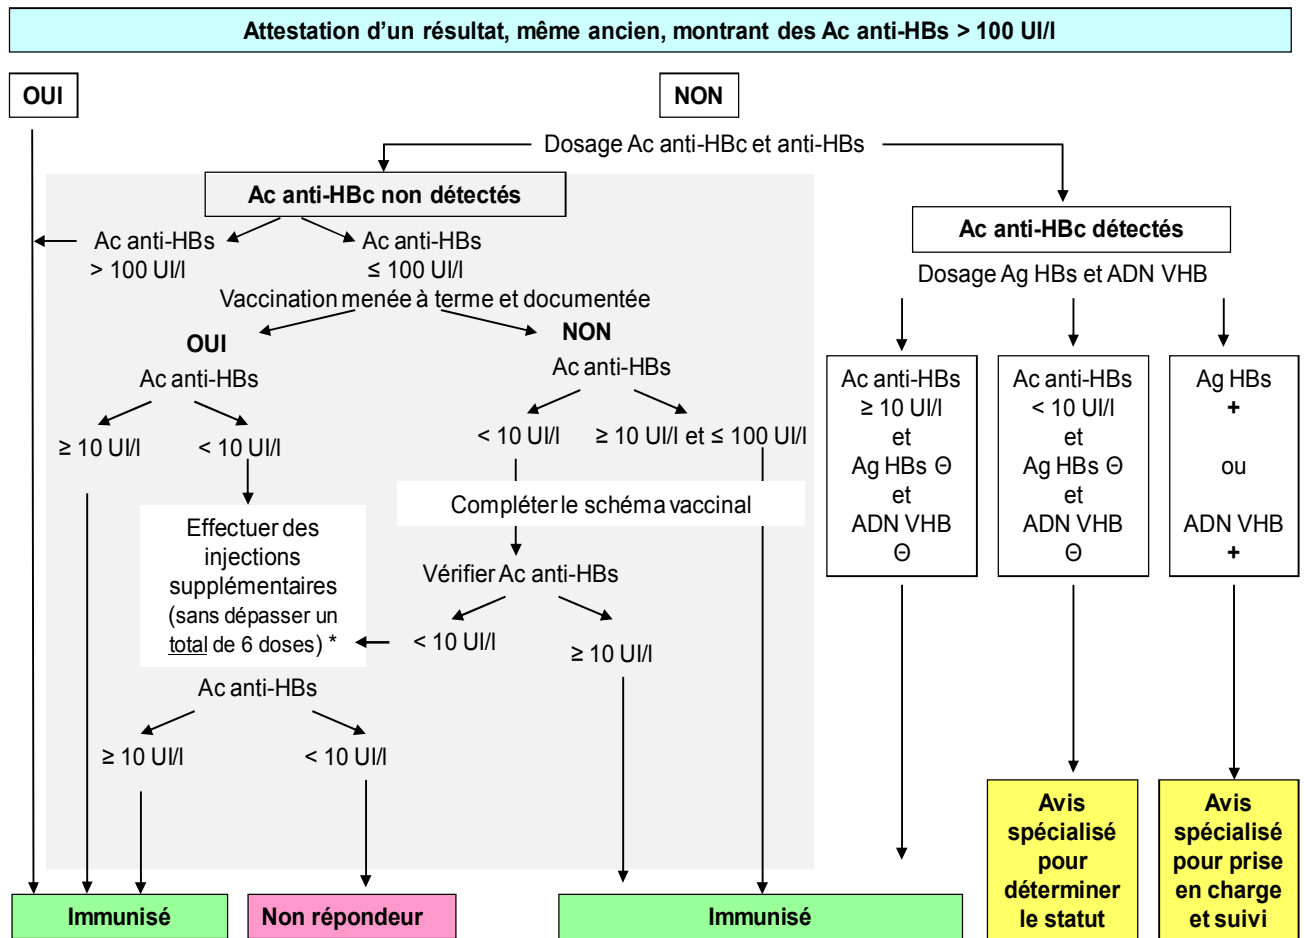 Attestation d'un résultat, même ancien, montrant des Ac anti-HBs > 100 UI/l
OUI
NON
Dosage Ac anti-HBc et anti-HBs
Ac anti-HBc non détectés
Ac anti-HBs
> 100 UI/l
Ac anti-HBs
≤ 100 UI/l
Vaccination menée à terme et documentée
OUI
Ac anti-HBs
≥ 10 UI/l
< 10 UI/l
Effectuer des
injections
supplémentaires
(sans dépasser un
total de 6 doses) *
Ac anti-HBs
≥ 10 UI/l
< 10 UI/l
NON
Ac anti-HBs
< 10 UI/l
≥ 10 UI/l et ≤ 100 UI/l
Compléter le schéma vaccinal
Vérifier Ac anti-HBs
< 10 UI/l
≥ 10 UI/l
Ac anti-HBc détectés
Dosage Ag HBs et ADN VHB
Ac anti-HBs
≥ 10 UI/l
et
Ag HBs Θ
et
ADN VHB
Θ
Ac anti-HBs
< 10 UI/l
et
Ag HBs Θ
et
ADN VHB
Θ
Ag HBs
+
ou
ADN VHB
+
Immunisé
Non répondeur
Immunisé
Avis
spécialisé
pour
déterminer
le statut
Avis
spécialisé
pour prise
en charge
et suivi